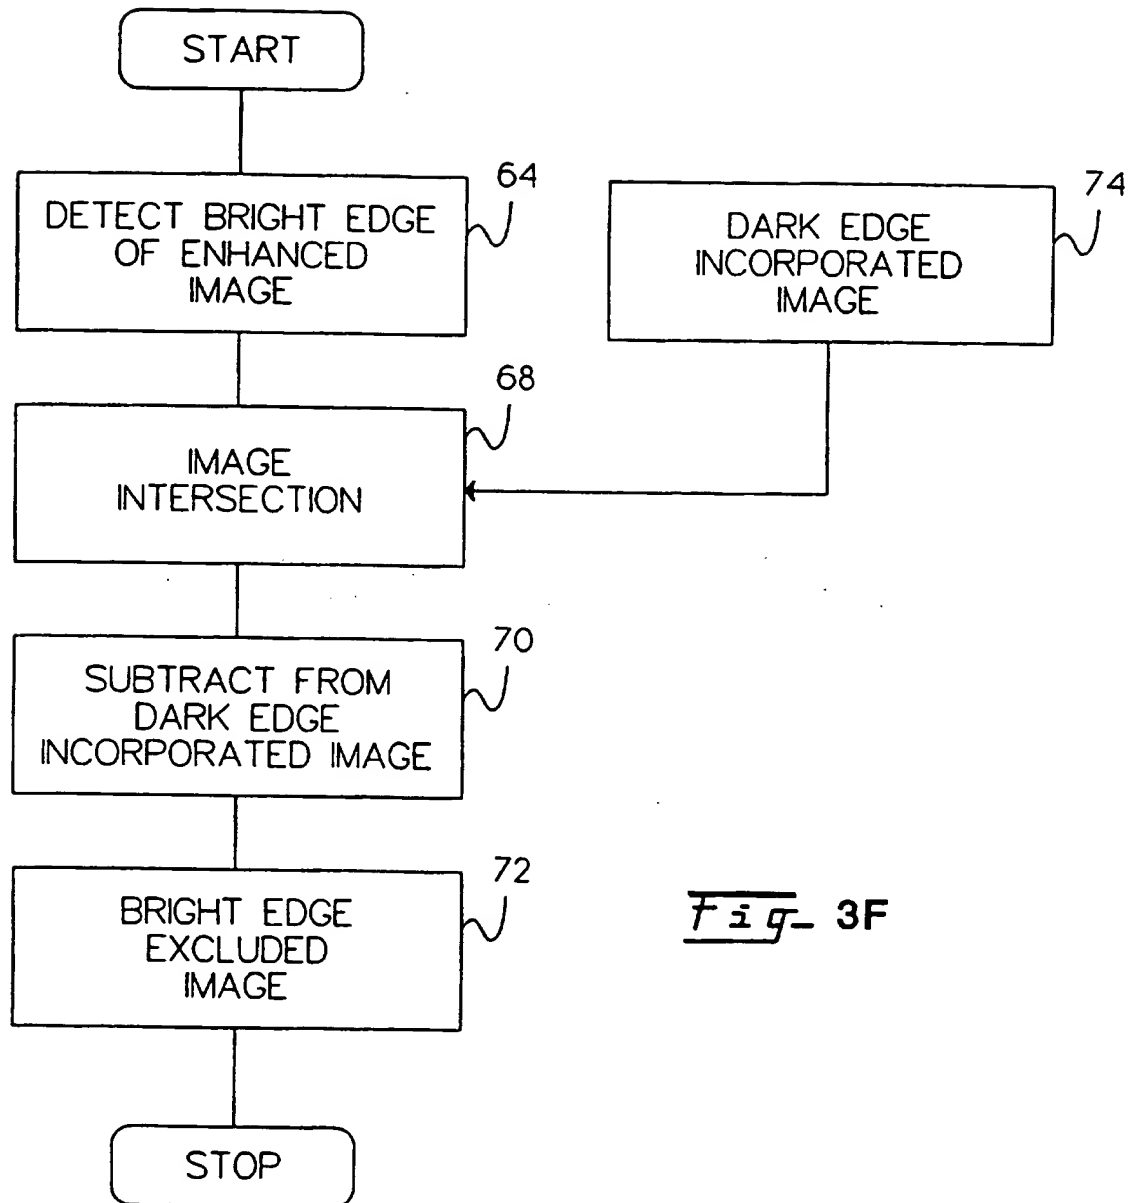 START
64
DETECT BRIGHT EDGE
OF ENHANCED
IMAGE
74
DARK EDGE
INCORPORATED
IMAGE
68
IMAGE
INTERSECTION
70
SUBTRACT FROM
DARK EDGE
INCORPORATED IMAGE
72
BRIGHT EDGE
EXCLUDED
IMAGE
Fig_ 3F
STOP